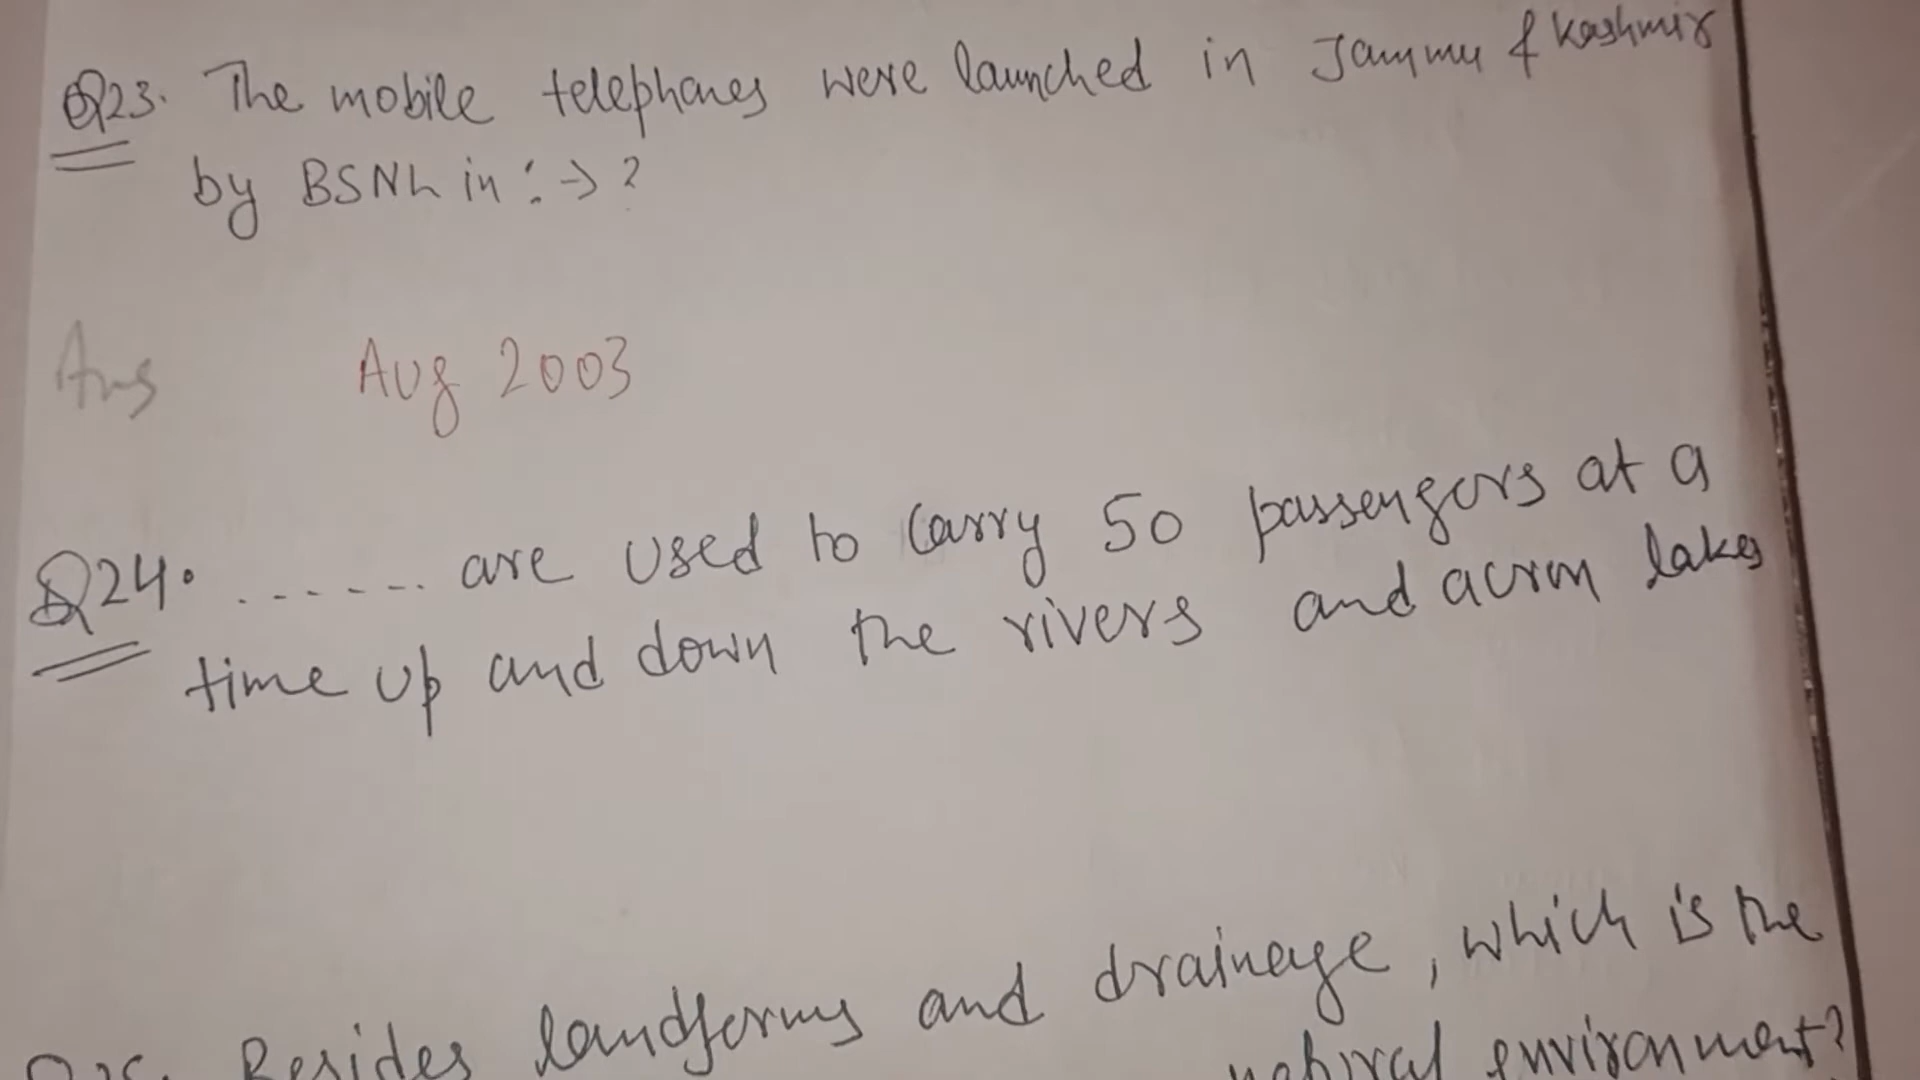 Q23. The mobile telephones were launched in Jammu & Kashmir
by BSNL in :→ ?
Ans Aug 2003
Q24. ....... are used to carry 50 passengers at a
time up and down the rivers and across lakes
Besides landforms and drainage, which is the
natural environment?